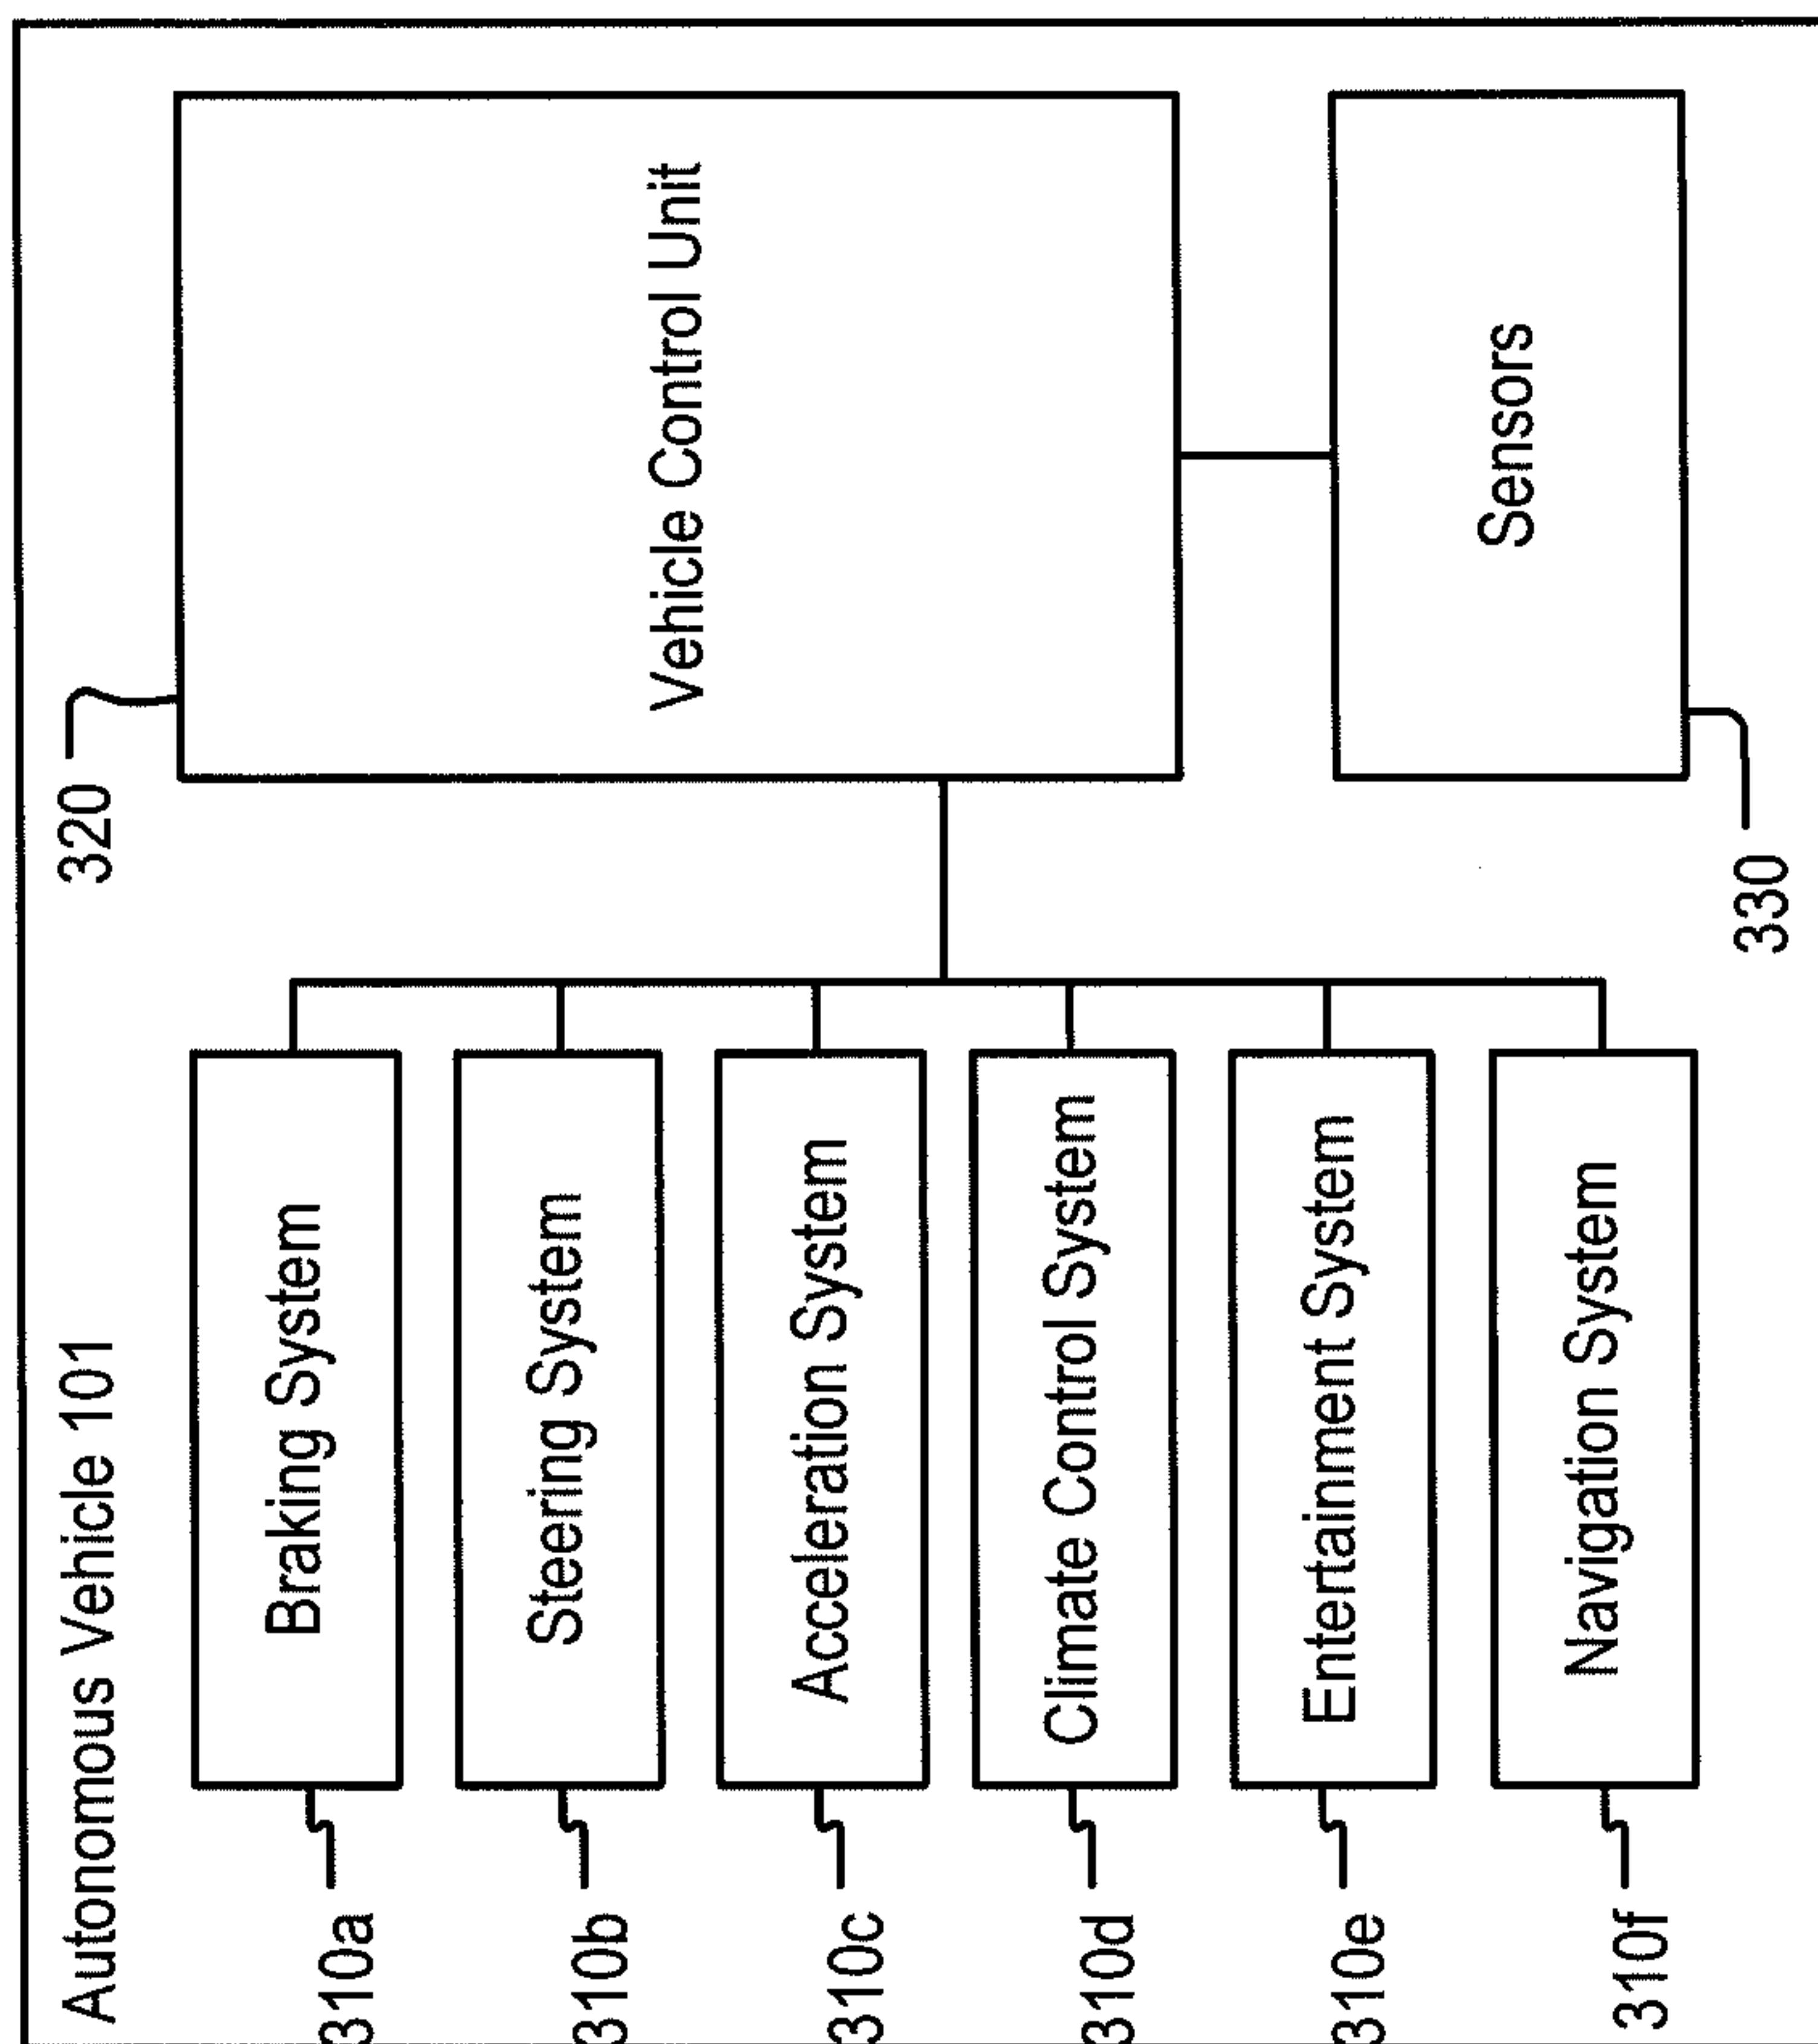 Autonomous Vehicle 101
310a
Braking System
310b
Steering System
310c
Acceleration System
310d
Climate Control System
310e
Entertainment System
310f
Navigation System
320
Vehicle Control Unit
Sensors
330